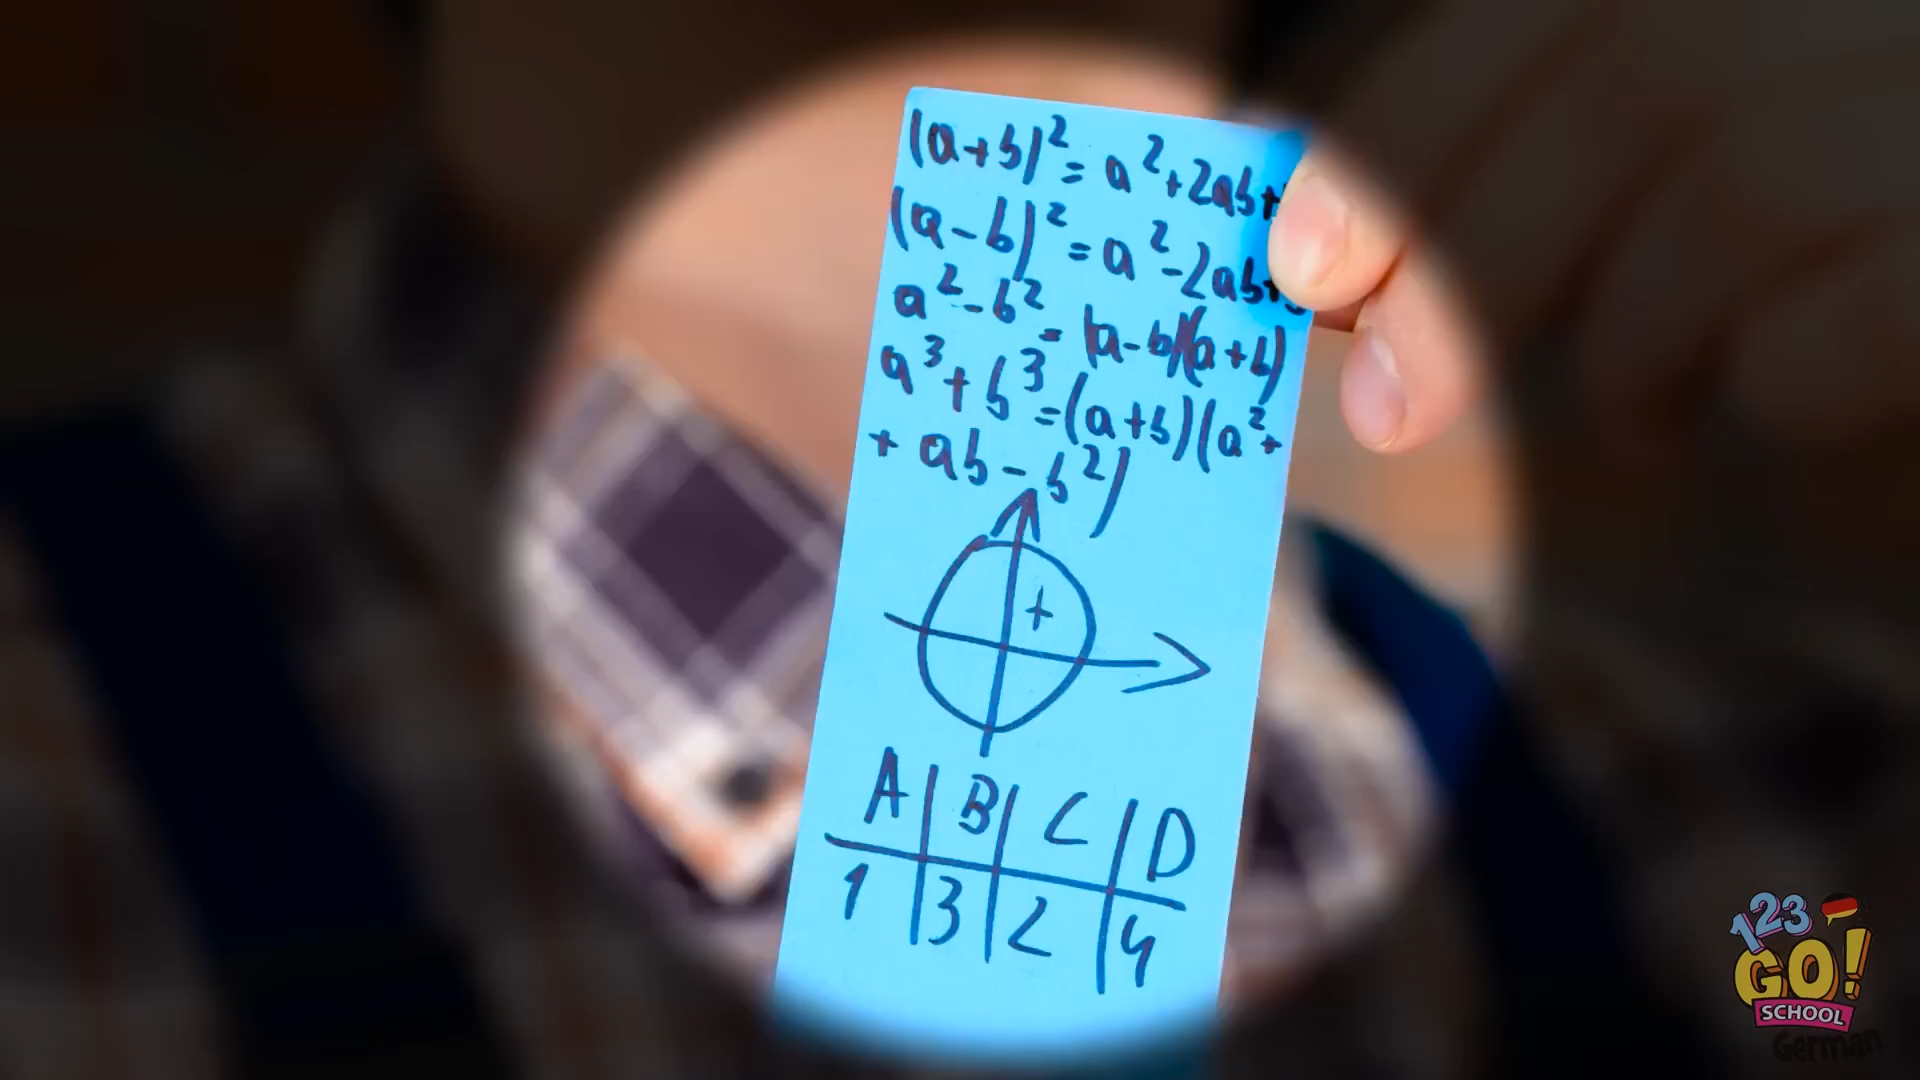 (a+b)² = a²+2ab+
(a-b)² = a²-2ab+
a²-b² = (a-b)(a+b)
a³+b³=(a+b)(a²+
+ ab-b²)
+
A B C D
1 3 2 4
123
GO!
SCHOOL
German